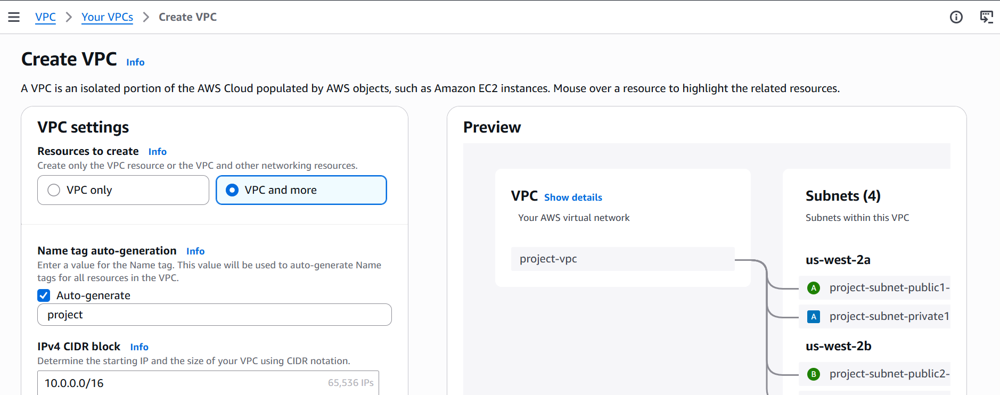 VPC > Your VPCs > Create VPC
Create VPC Info
A VPC is an isolated portion of the AWS Cloud populated by AWS objects, such as Amazon EC2 instances. Mouse over a resource to highlight the related resources.
VPC settings
Resources to create Info
Create only the VPC resource or the VPC and other networking resources.
VPC only
VPC and more
Name tag auto-generation Info
Enter a value for the Name tag. This value will be used to auto-generate Name
tags for all resources in the VPC.
Auto-generate
project
IPv4 CIDR block Info
Determine the starting IP and the size of your VPC using CIDR notation.
10.0.0.0/16 65,536 IPs
Preview
VPC Show details
Your AWS virtual network
project-vpc
Subnets (4)
Subnets within this VPC
us-west-2a
A project-subnet-public1-
A project-subnet-private1
us-west-2b
B project-subnet-public2-